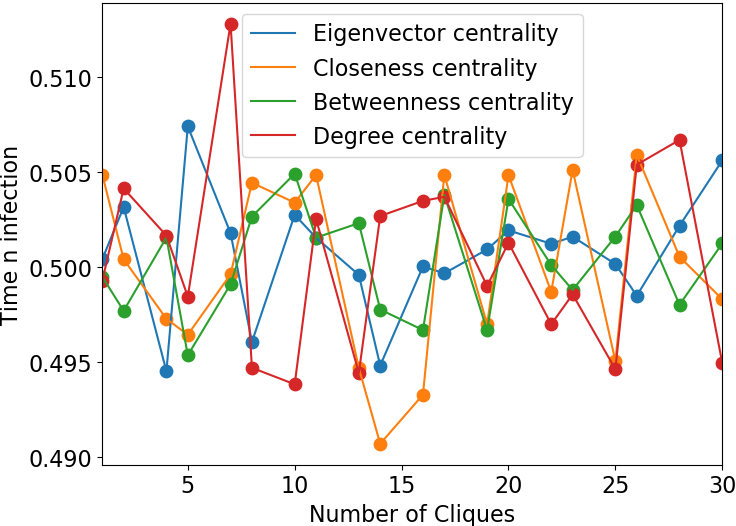 Eigenvector centrality
Closeness centrality
Betweenness centrality
Degree centrality
0.510
0.505
0.500
0.495
0.490
Time n infection
5 10 15 20 25 30
Number of Cliques